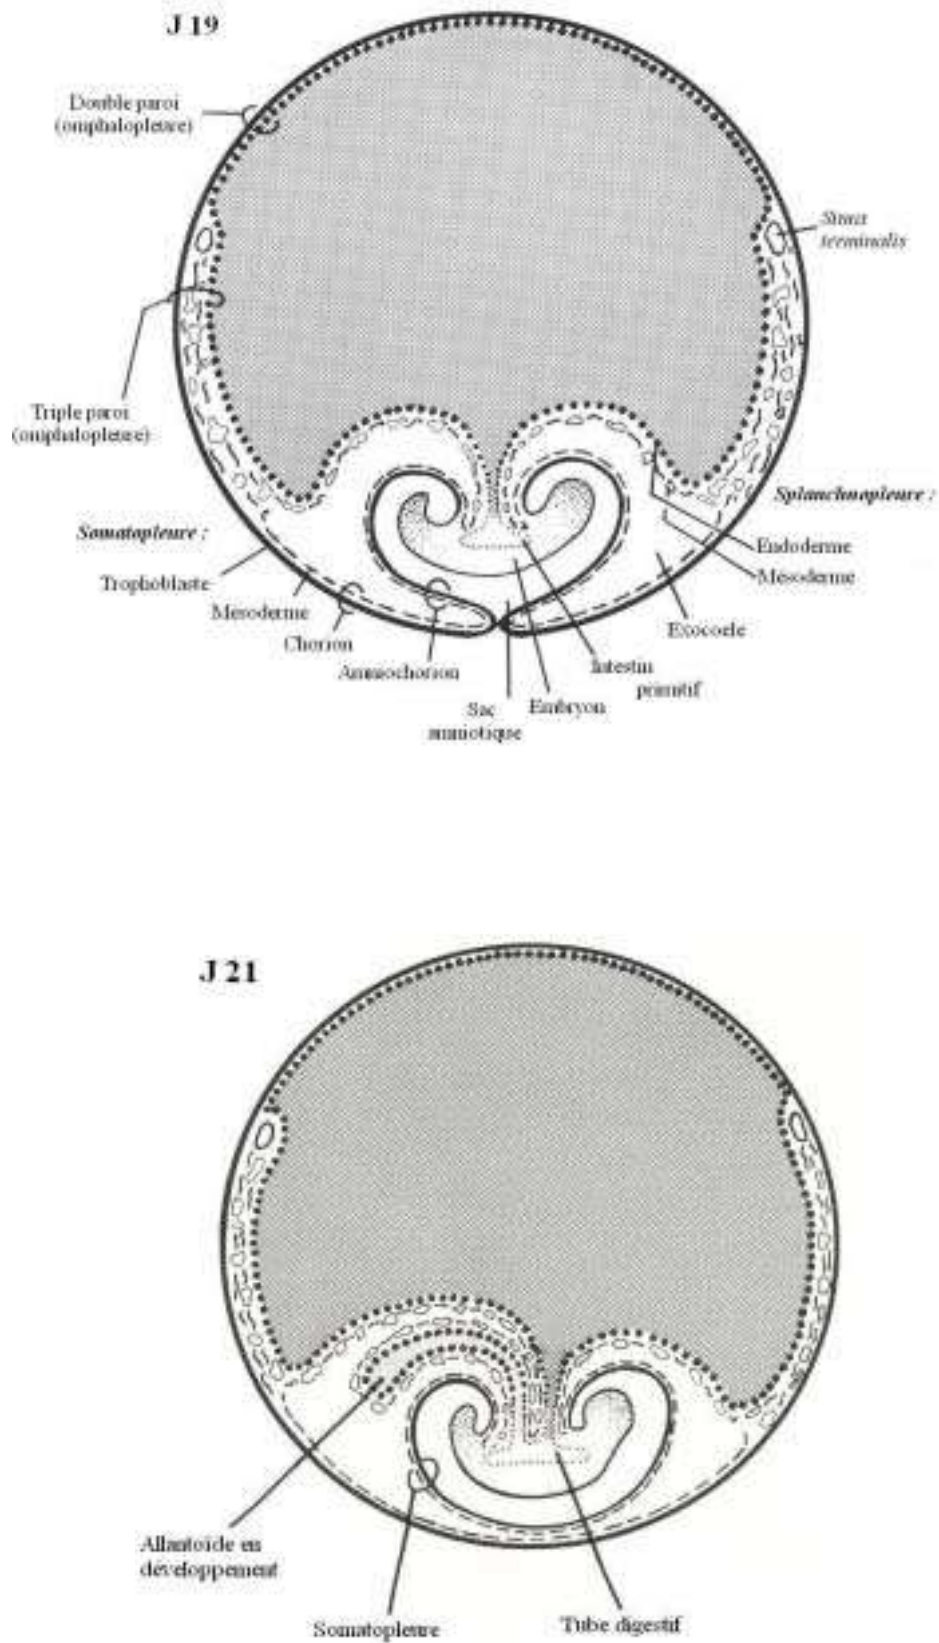 J 19
Double paroi
(omphalopleure)
Sinus
terminalis
Triple paroi
(omphalopleure)
Splanchnopleure :
Somatopleure :
Endoderme
Trophoblaste
Mésoderme
Mésoderme
Exocoele
Chorion
Amniochorion
Intestin
primitif
Sac
amniotique
Embryon
J 21
Allantoïde en
développement
Somatopleure
Tube digestif